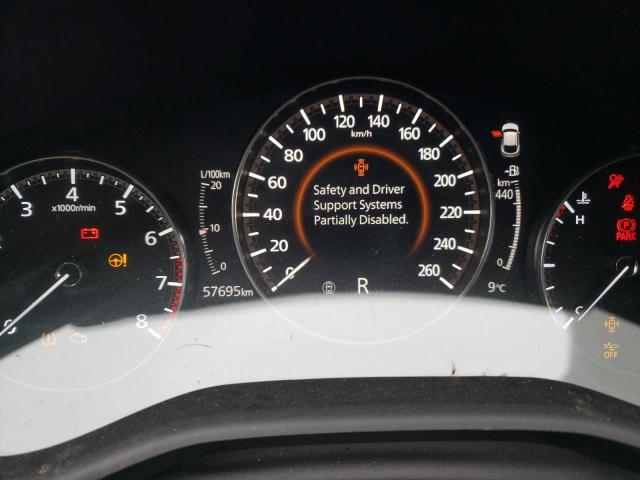 120 140
100 km/h 160
80 180
60 200
40 220
20 240
0 260
Safety and Driver
Support Systems
Partially Disabled.
R
L/100km
20
10
0
57695km
4
3 5
x1000r/min
6
7
8
km
440
0
9°C
H
C
PARK
OFF